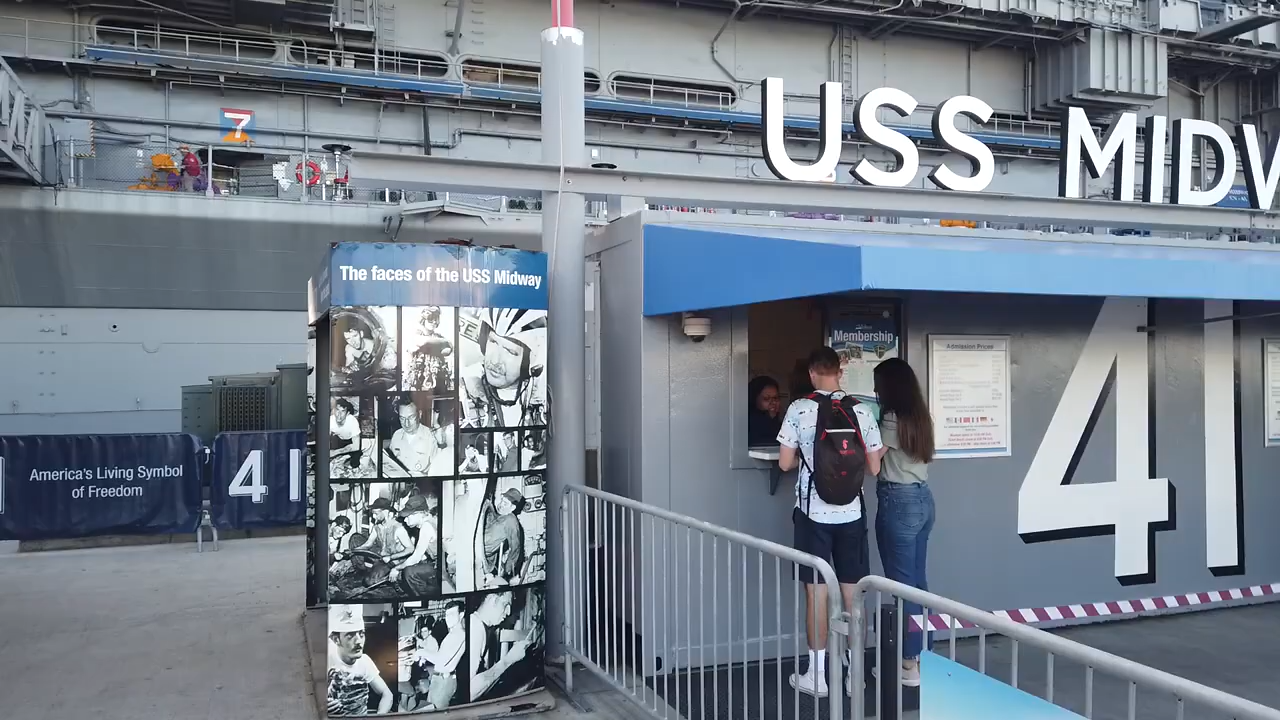 7
USS MIDW
The faces of the USS Midway
Membership
Admission Prices
41
America's Living Symbol
of Freedom
41